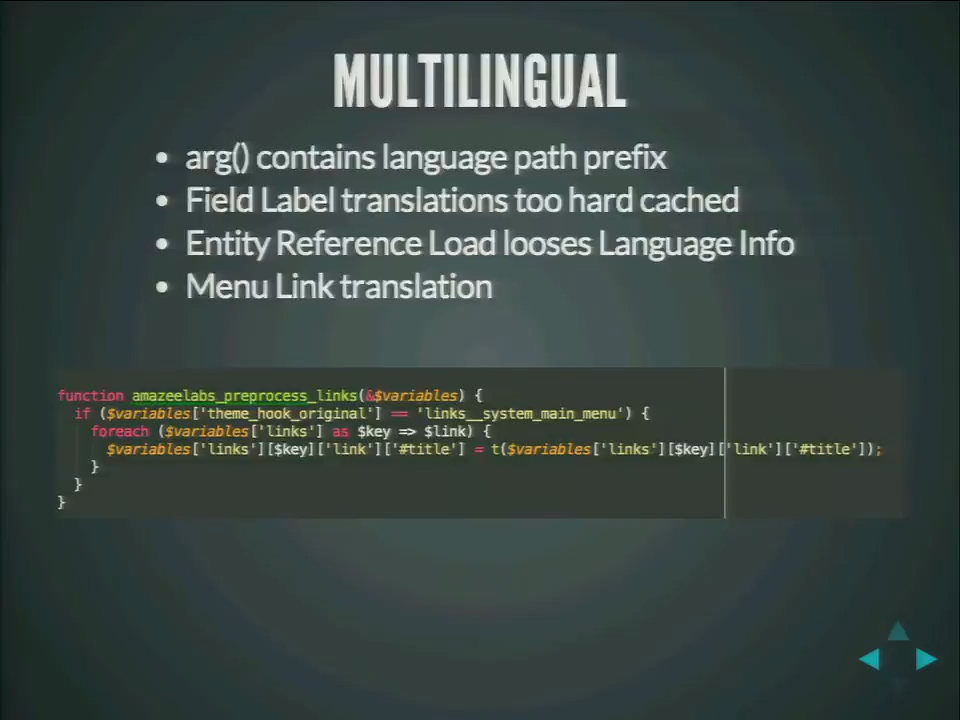 MULTILINGUAL
• arg() contains language path prefix
• Field Label translations too hard cached
• Entity Reference Load looses Language Info
• Menu Link translation
function amazeelabs_preprocess_links(&$variables) {
  if ($variables['theme_hook_original'] == 'links__system_main_menu') {
    foreach ($variables['links'] as $key => $link) {
      $variables['links'][$key]['link']['#title'] = t($variables['links'][$key]['link']['#title']);
    }
  }
}